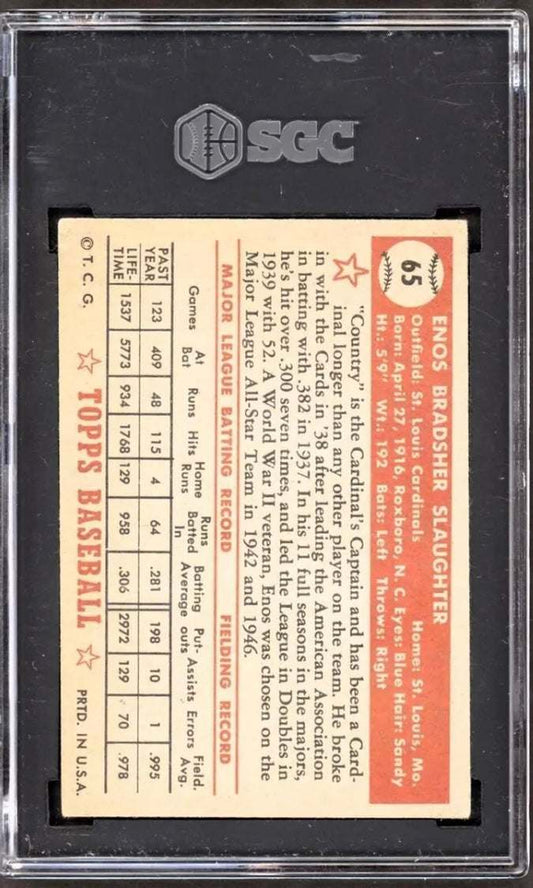 SGC
65
ENOS BRADSHER SLAUGHTER
Outfield: St. Louis Cardinals Home: St. Louis, Mo.
Born: April 27, 1916, Roxboro, N. C. Eyes: Blue Hair: Sandy
Ht.: 5'9" Wt.: 192 Bats: Left Throws: Right
"Country" is the Cardinal's Captain and has been a Card-
inal longer than any other player on the team. He broke
in with the Cards in '38 after leading the American Association
in batting with .382 in 1937. In his 11 full seasons in the majors,
he's hit over .300 seven times, and led the League in Doubles in
1939 with 52. A World War II veteran, Enos was chosen on the
Major League All-Star Team in 1942 and 1946.
MAJOR LEAGUE BATTING RECORD FIELDING RECORD
Games At Bat Runs Hits Home Runs Runs Batted In Batting Average Put-outs Assists Errors Field. Avg.
PAST YEAR 123 409 48 115 4 64 .281 198 10 1 .995
LIFE-TIME 1537 5773 934 1768 129 958 .306 2972 129 70 .978
© T. C. G. TOPPS BASEBALL PRTD. IN U.S.A.